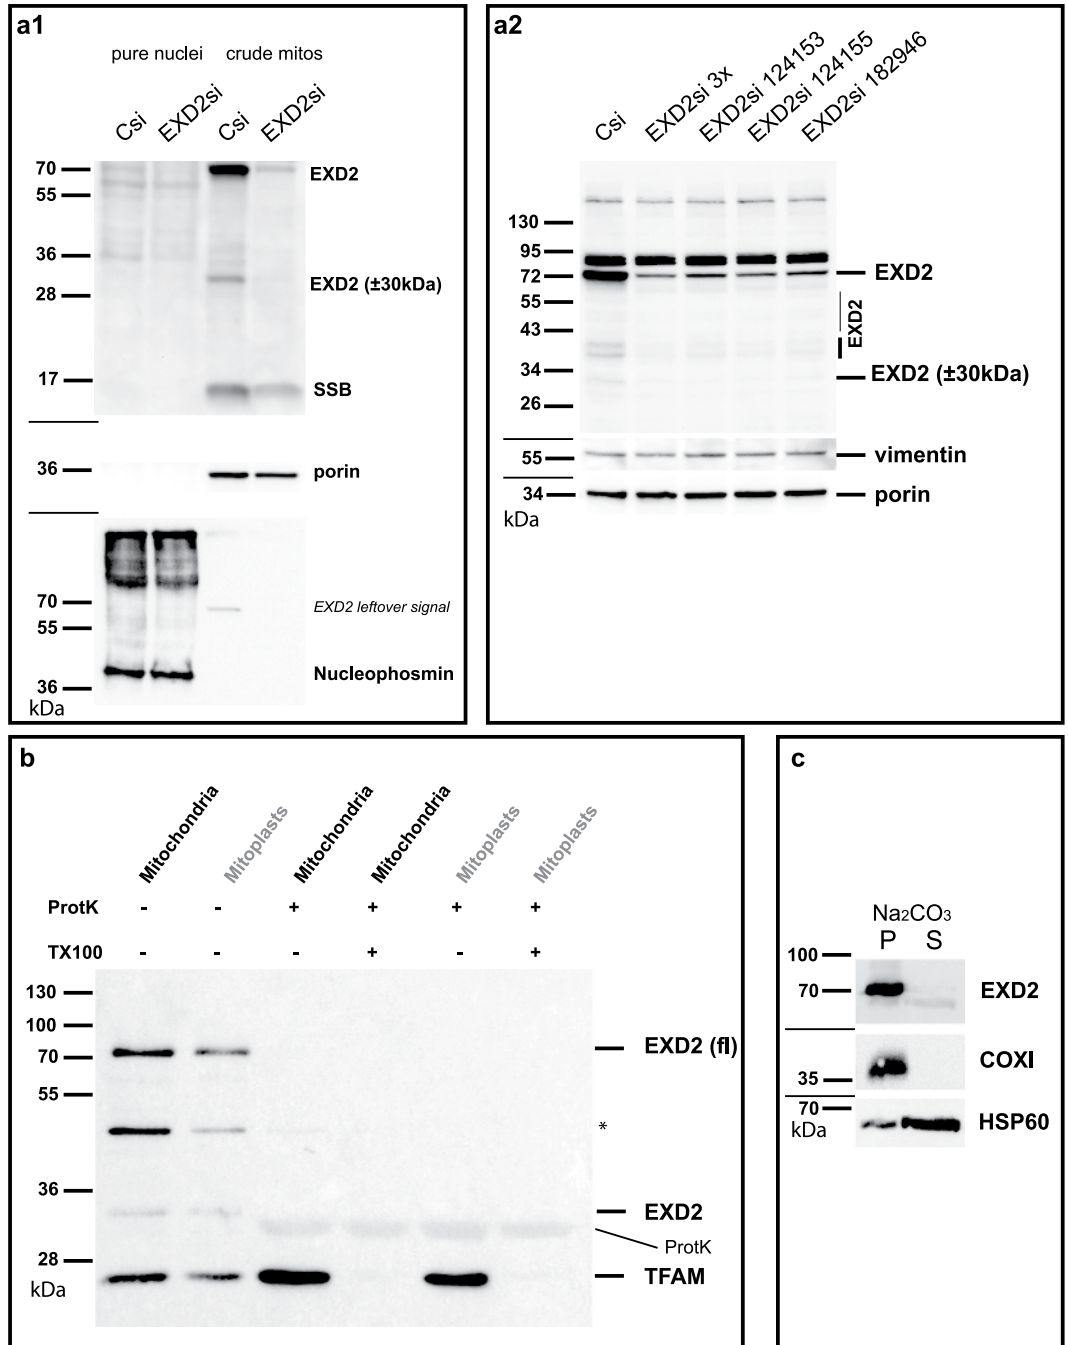 a1
pure nuclei crude mitos
Csi EXD2si Csi EXD2si
70 EXD2
55
36
EXD2 (±30kDa)
28
17
SSB
36 porin
70
EXD2 leftover signal
55
Nucleophosmin
36
kDa
a2
Csi EXD2si 3x EXD2si 124153 EXD2si 124155 EXD2si 182946
130
95
72 EXD2
55
EXD2
43
34
EXD2 (±30kDa)
26
55 vimentin
34 porin
kDa
b
Mitochondria Mitoplasts Mitochondria Mitochondria Mitoplasts Mitoplasts
ProtK - - + + + +
TX100 - - - + - +
130
100
EXD2 (fl)
70
55
*
36
EXD2
ProtK
28
TFAM
kDa
c
Na₂CO₃
P S
100
70 EXD2
COXI
35
70
HSP60
kDa